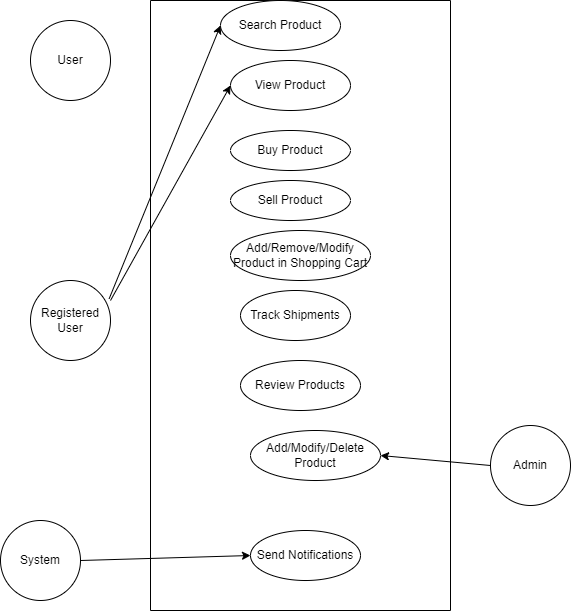 Search Product
User
View Product
Buy Product
Sell Product
Add/Remove/Modify
Product in Shopping Cart
Registered
User
Track Shipments
Review Products
Add/Modify/Delete
Product
Admin
System
Send Notifications